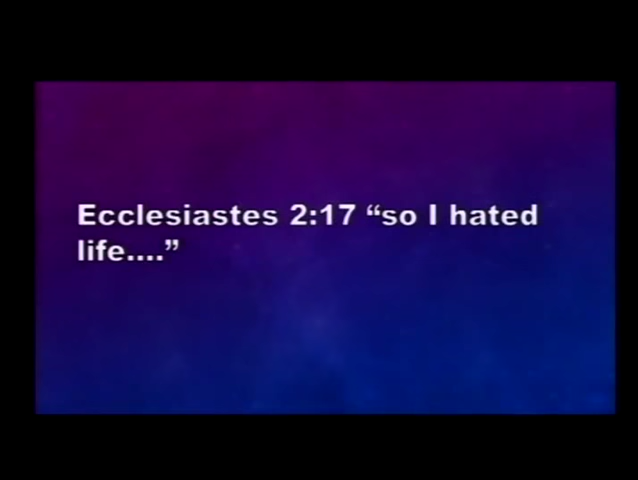 Ecclesiastes 2:17 “so I hated
life....”